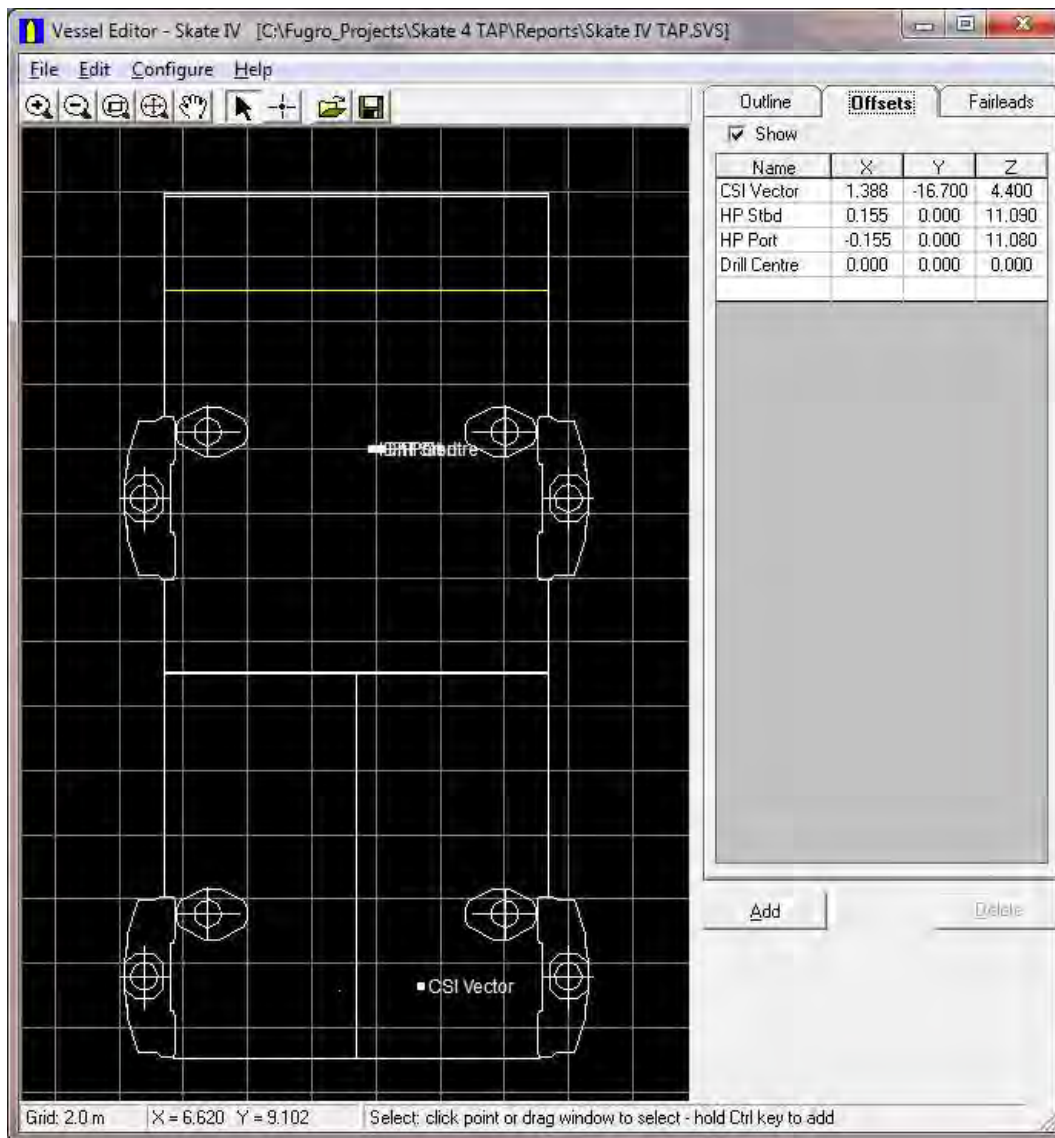 Vessel Editor - Skate IV [C:\Fugro_Projects\Skate 4 TAP\Reports\Skate IV TAP.SVS]
File Edit Configure Help
Outline Offsets Fairleads
Show
Name X Y Z
CSI Vector 1.388 -16.700 4.400
HP Stbd 0.155 0.000 11.090
HP Port -0.155 0.000 11.080
Drill Centre 0.000 0.000 0.000
CSI Vector
Add Delete
Grid: 2.0 m X = 6.620 Y = 9.102 Select: click point or drag window to select - hold Ctrl key to add